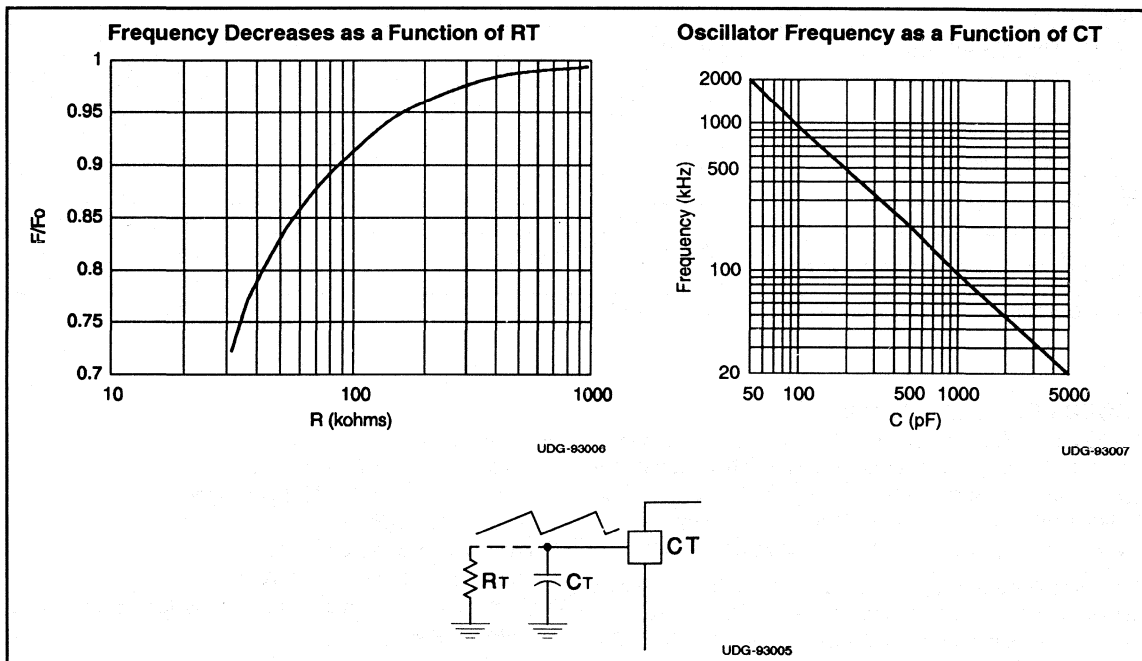 Frequency Decreases as a Function of RT
1
0.95
0.9
0.85
0.8
0.75
0.7
F/Fo
10
100
1000
R (kohms)
UDG-93006
Oscillator Frequency as a Function of CT
2000
1000
500
100
20
Frequency (kHz)
50
100
500
1000
5000
C (pF)
UDG-93007
RT
CT
CT
UDG-93005